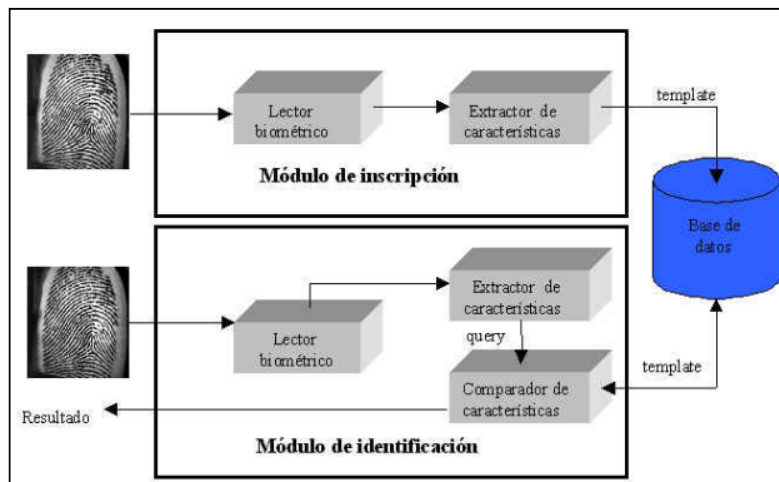 template
Lector
biométrico
Extractor de
características
Módulo de inscripción
Base de
datos
Extractor de
características
Lector
biométrico
query
Comparador de
características
template
Resultado
Módulo de identificación